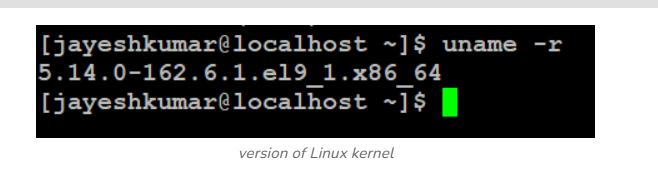 [jayeshkumar@localhost ~]$ uname -r
5.14.0-162.6.1.el9_1.x86_64
[jayeshkumar@localhost ~]$
version of Linux kernel